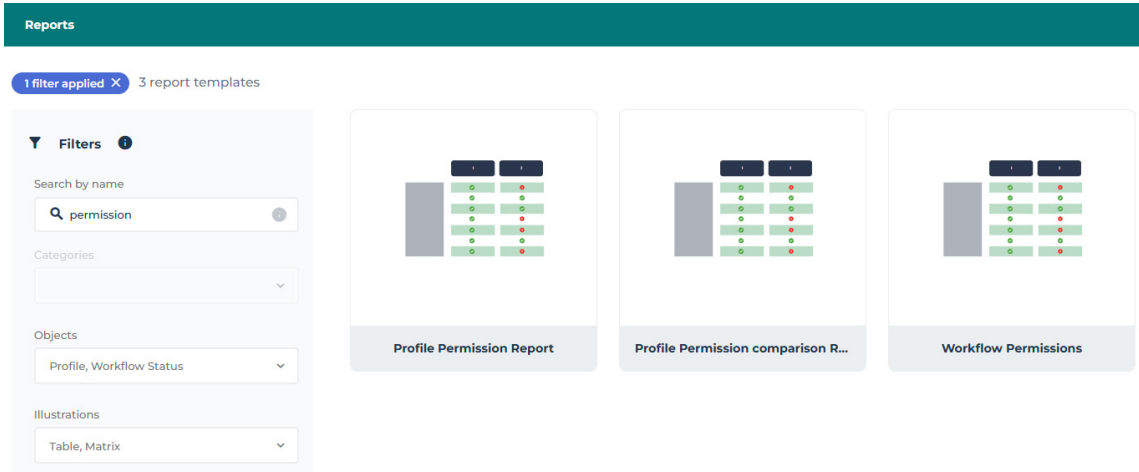 Reports
1 filter applied ×
3 report templates
Filters
Search by name
permission
Categories
Objects
Profile, Workflow Status
Illustrations
Table, Matrix
Profile Permission Report
Profile Permission comparison R...
Workflow Permissions